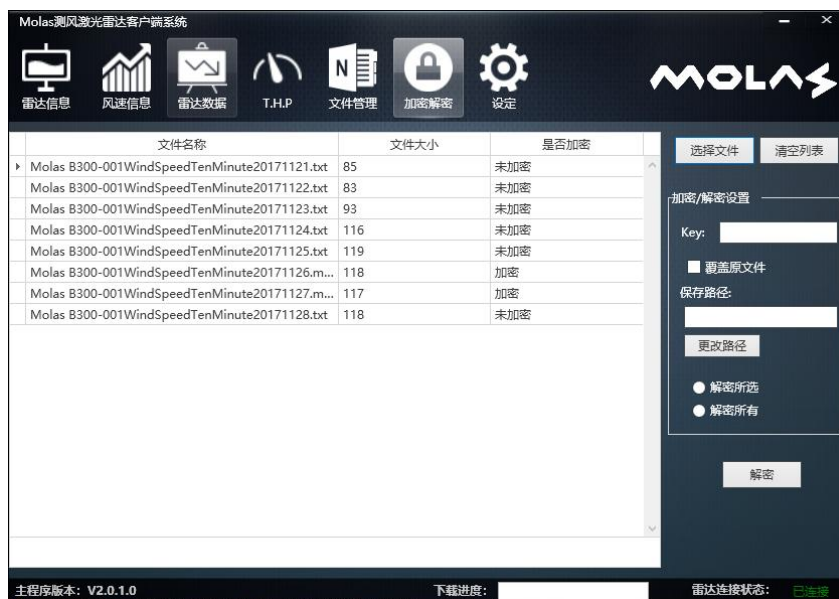 Molas测风激光雷达客户端系统
雷达信息 风速信息 雷达数据 T.H.P 文件管理 加密解密 设定
MOLAS
文件名称 文件大小 是否加密
Molas B300-001WindSpeedTenMinute20171121.txt 85 未加密
Molas B300-001WindSpeedTenMinute20171122.txt 83 未加密
Molas B300-001WindSpeedTenMinute20171123.txt 93 未加密
Molas B300-001WindSpeedTenMinute20171124.txt 116 未加密
Molas B300-001WindSpeedTenMinute20171125.txt 119 未加密
Molas B300-001WindSpeedTenMinute20171126.m... 118 加密
Molas B300-001WindSpeedTenMinute20171127.m... 117 加密
Molas B300-001WindSpeedTenMinute20171128.txt 118 未加密
选择文件 清空列表
加密/解密设置
Key:
覆盖原文件
保存路径:
更改路径
解密所选
解密所有
解密
主程序版本: V2.0.1.0 下载进度: 雷达连接状态: 已连接